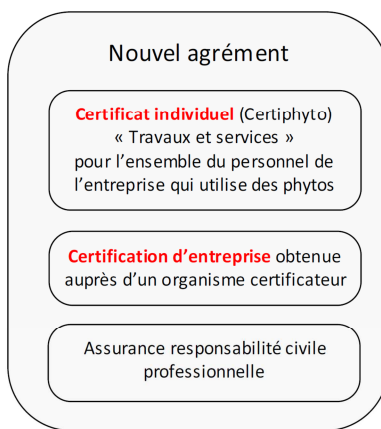 Nouvel agrément
Certificat individuel (Certiphyto)
« Travaux et services »
pour l’ensemble du personnel de
l’entreprise qui utilise des phytos
Certification d’entreprise obtenue
auprès d’un organisme certificateur
Assurance responsabilité civile
professionnelle